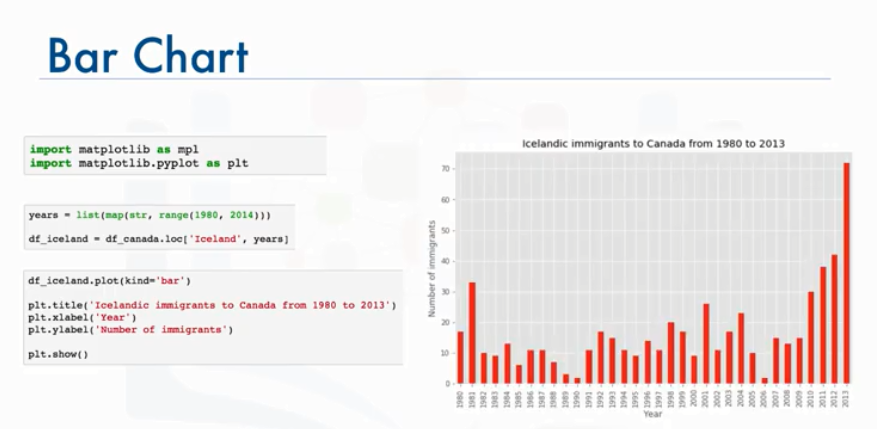 Bar Chart
import matplotlib as mpl
import matplotlib.pyplot as plt
years = list(map(str, range(1980, 2014)))
df_iceland = df_canada.loc['Iceland', years]
df_iceland.plot(kind='bar')
plt.title('Icelandic immigrants to Canada from 1980 to 2013')
plt.xlabel('Year')
plt.ylabel('Number of immigrants')
plt.show()
Icelandic immigrants to Canada from 1980 to 2013
Number of immigrants
70
60
50
40
30
20
10
0
1980 1981 1982 1983 1984 1985 1986 1987 1988 1989 1990 1991 1992 1993 1994 1995 1996 1997 1998 1999 2000 2001 2002 2003 2004 2005 2006 2007 2008 2009 2010 2011 2012 2013
Year